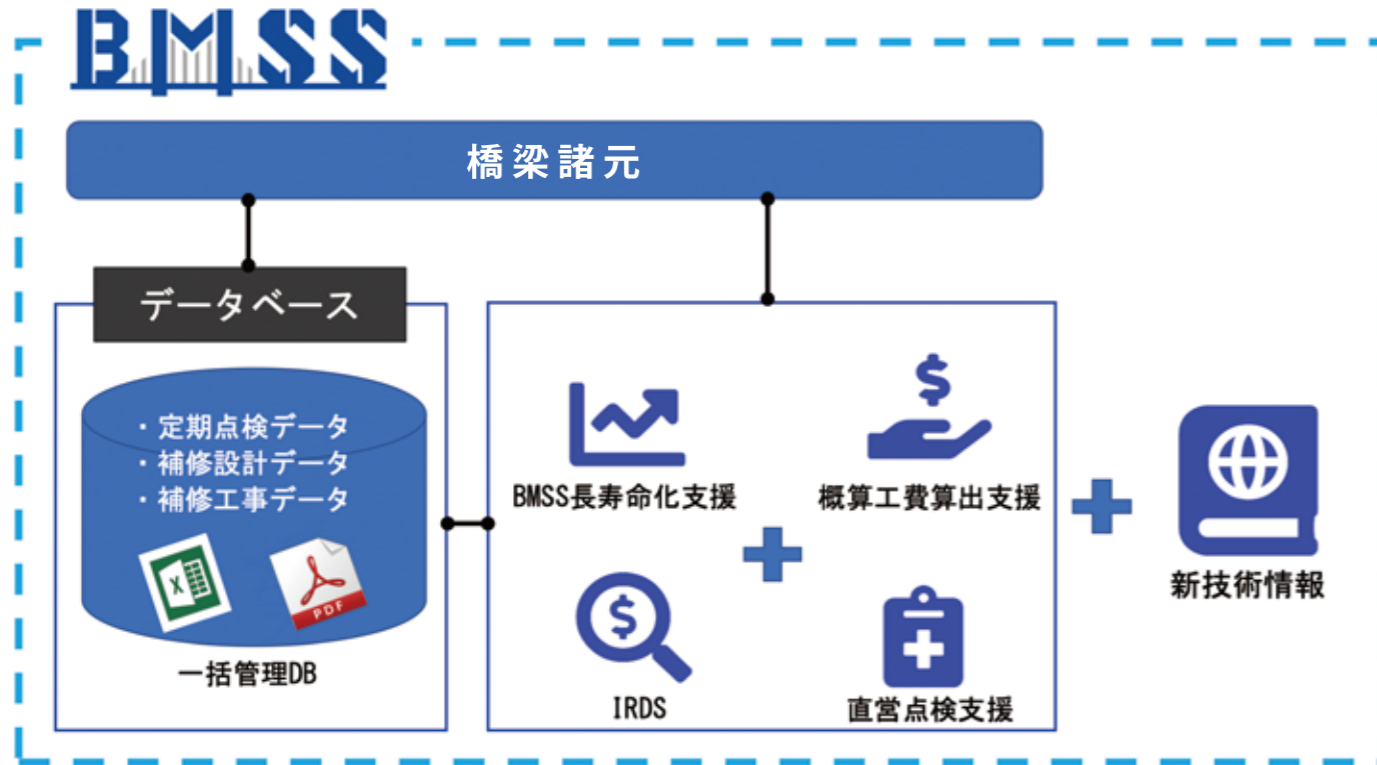 BMSS
橋梁諸元
データベース
・定期点検データ
・補修設計データ
・補修工事データ
X
PDF
一括管理DB
$
BMSS長寿命化支援
概算工費算出支援
$
IRDS
直営点検支援
新技術情報